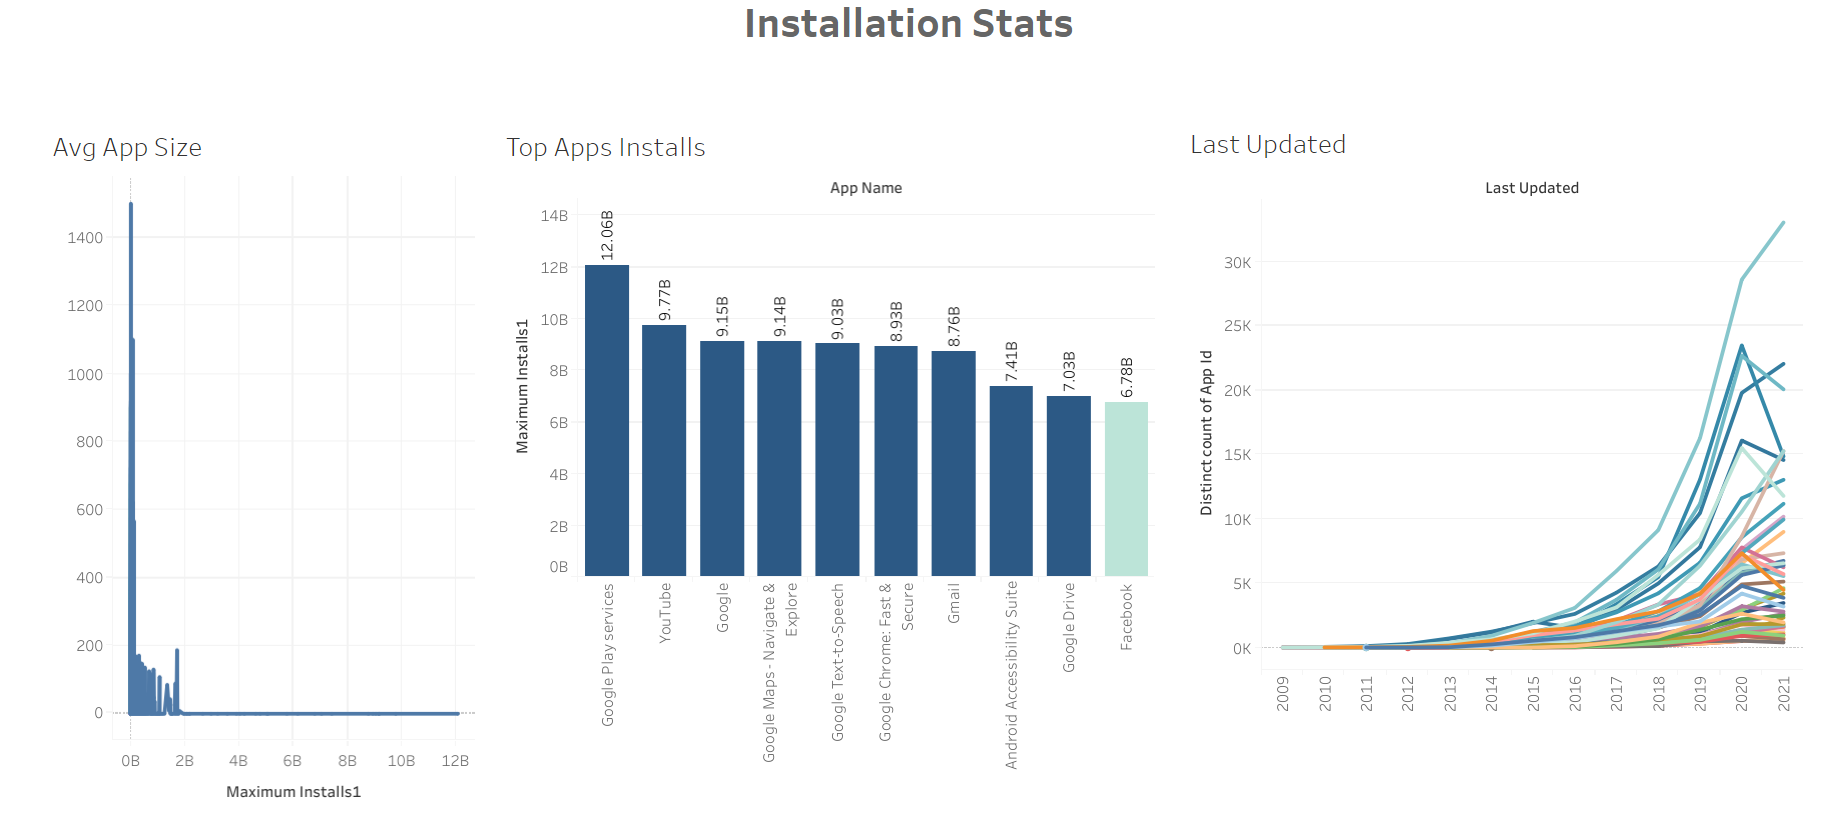 Installation Stats
Avg App Size
1400
1200
1000
800
600
400
200
0
0B 2B 4B 6B 8B 10B 12B
Maximum Installs1
Top Apps Installs
App Name
Maximum Installs1
14B
12B
10B
8B
6B
4B
2B
0B
12.06B
9.77B
9.15B
9.14B
9.03B
8.93B
8.76B
7.41B
7.03B
6.78B
Google Play services
YouTube
Google
Google Maps - Navigate &
Explore
Google Text-to-Speech
Google Chrome: Fast &
Secure
Gmail
Android Accessibility Suite
Google Drive
Facebook
Last Updated
Last Updated
Distinct count of App Id
30K
25K
20K
15K
10K
5K
0K
2009
2010
2011
2012
2013
2014
2015
2016
2017
2018
2019
2020
2021